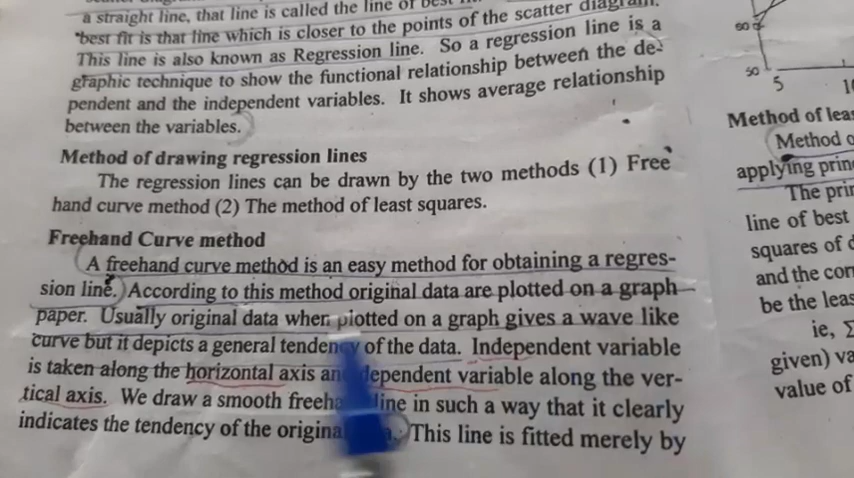 a straight line, that line is called the line of best
"best fit is that line which is closer to the points of the scatter diagram.
This line is also known as Regression line. So a regression line is a
graphic technique to show the functional relationship between the de-
pendent and the independent variables. It shows average relationship
between the variables.
Method of drawing regression lines
The regression lines can be drawn by the two methods (1) Free
hand curve method (2) The method of least squares.
Freehand Curve method
A freehand curve method is an easy method for obtaining a regres-
sion line. According to this method original data are plotted on a graph
paper. Usually original data when plotted on a graph gives a wave like
curve but it depicts a general tendency of the data. Independent variable
is taken along the horizontal axis and dependent variable along the ver-
tical axis. We draw a smooth freeha line in such a way that it clearly
indicates the tendency of the origina This line is fitted merely by
50
5
Method of leas
Method o
applying prin
The prin
line of best
squares of d
and the con
be the leas
ie, Σ
given) va
value of